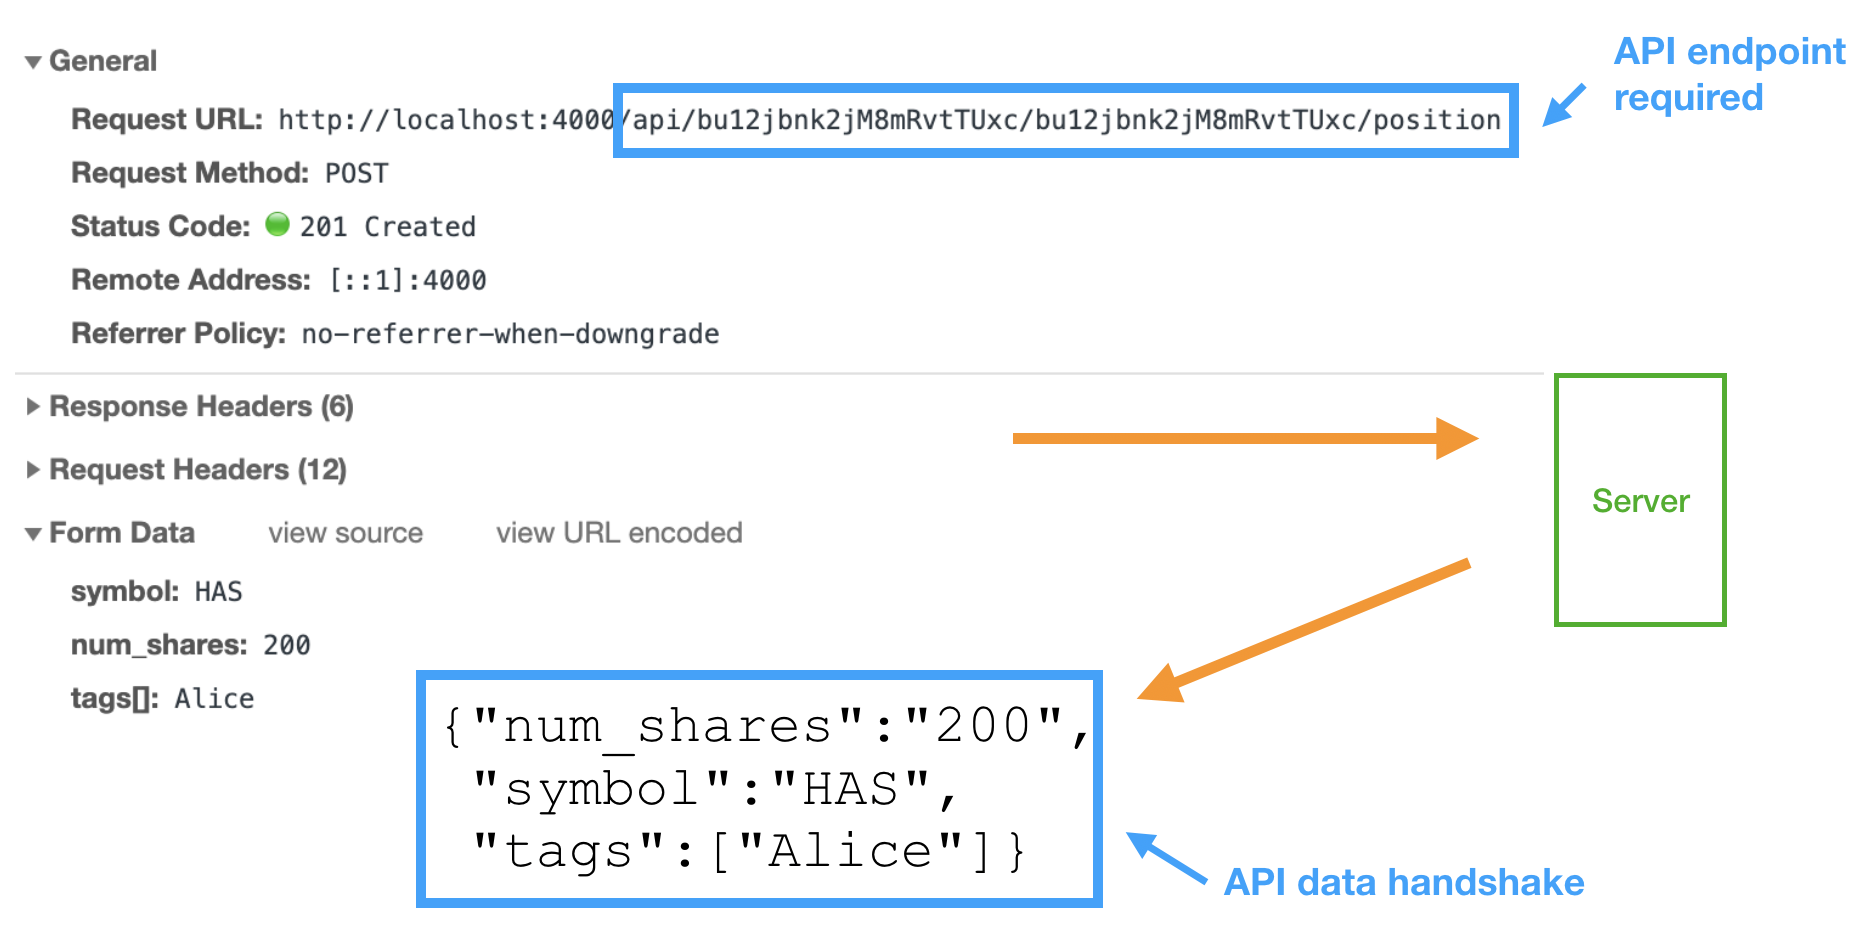 General
API endpoint
required
Request URL: http://localhost:4000/api/bu12jbnk2jM8mRvtTUxc/bu12jbnk2jM8mRvtTUxc/position
Request Method: POST
Status Code: 201 Created
Remote Address: [::1]:4000
Referrer Policy: no-referrer-when-downgrade
Response Headers (6)
Request Headers (12)
Server
Form Data view source view URL encoded
symbol: HAS
num_shares: 200
tags[]: Alice
{"num_shares":"200",
"symbol":"HAS",
"tags":["Alice"]}
API data handshake